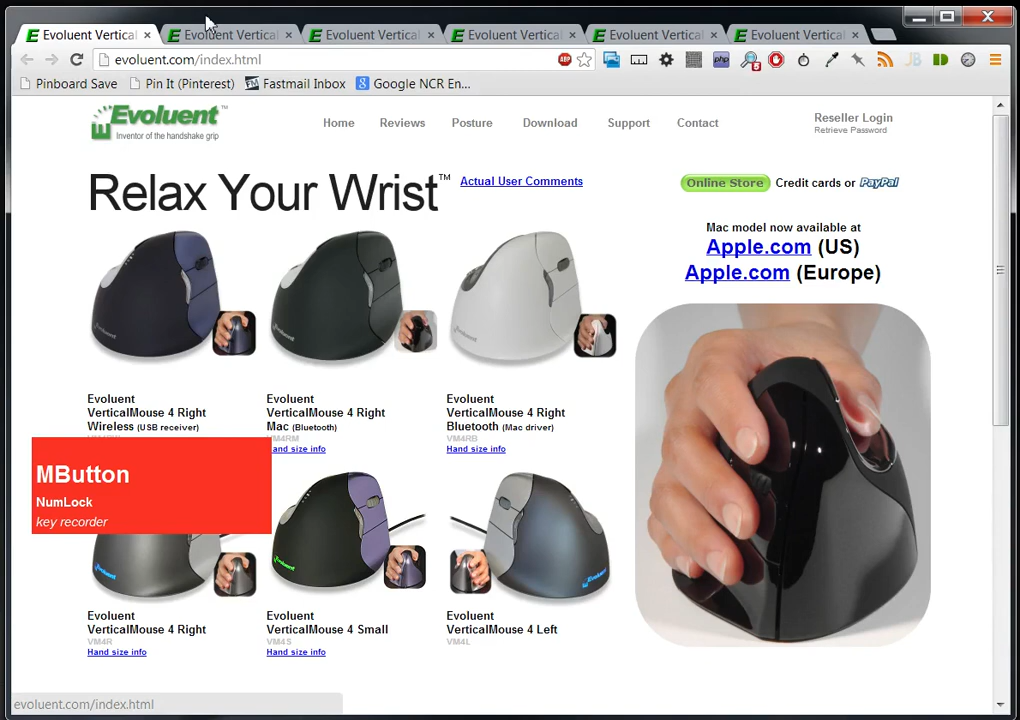 Evoluent Vertical
Evoluent Vertical
Evoluent Vertical
Evoluent Vertical
Evoluent Vertical
Evoluent Vertical
evoluent.com/index.html
Pinboard Save
Pin It (Pinterest)
Fastmail Inbox
Google NCR En...
Evoluent™
Inventor of the handshake grip
Home
Reviews
Posture
Download
Support
Contact
Reseller Login
Retrieve Password
Relax Your Wrist™
Actual User Comments
Online Store Credit cards or PayPal
Mac model now available at
Apple.com (US)
Apple.com (Europe)
Evoluent
VerticalMouse 4 Right
Wireless (USB receiver)
Evoluent
VerticalMouse 4 Right
Mac (Bluetooth)
VM4RM
Hand size info
Evoluent
VerticalMouse 4 Right
Bluetooth (Mac driver)
VM4RB
Hand size info
MButton
NumLock
key recorder
Evoluent
VerticalMouse 4 Right
VM4R
Hand size info
Evoluent
VerticalMouse 4 Small
VM4S
Hand size info
Evoluent
VerticalMouse 4 Left
VM4L
evoluent.com/index.html